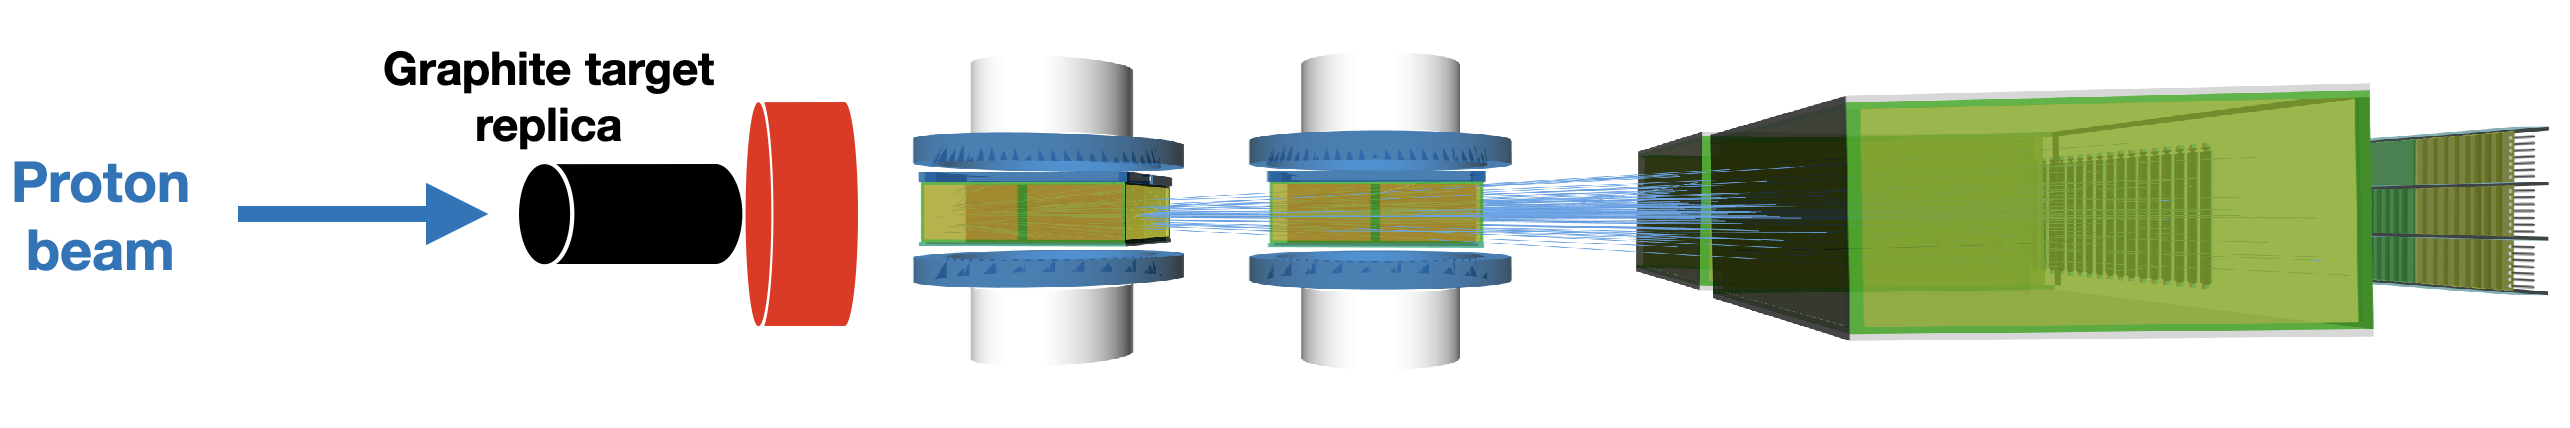 Graphite target
replica
Proton
beam